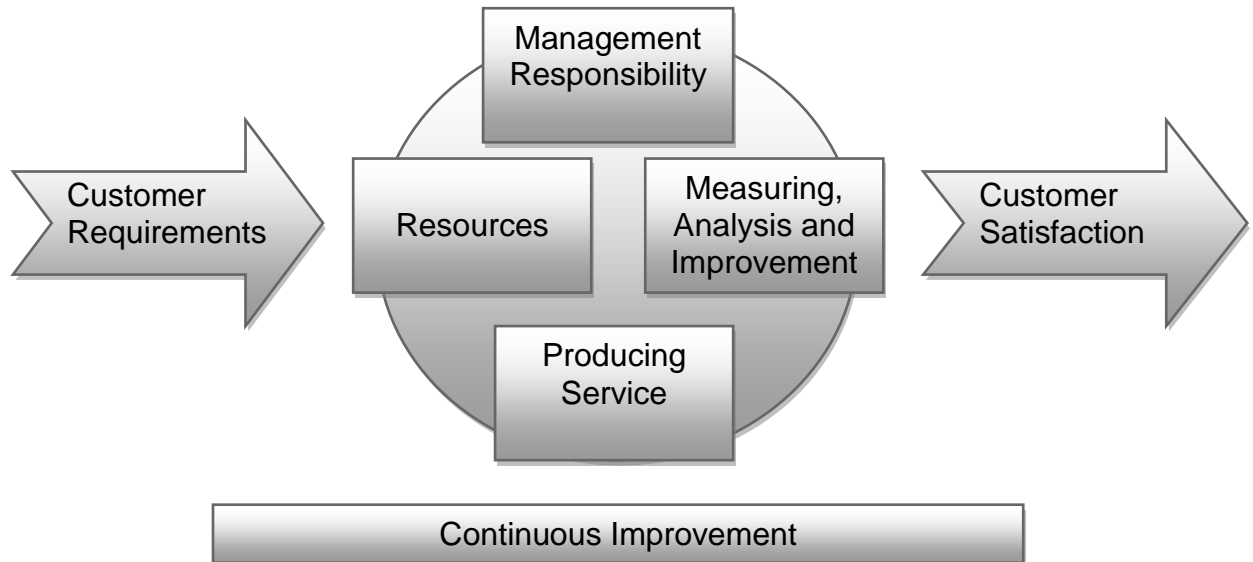 Management
Responsibility
Customer
Requirements
Resources
Measuring,
Analysis and
Improvement
Customer
Satisfaction
Producing
Service
Continuous Improvement